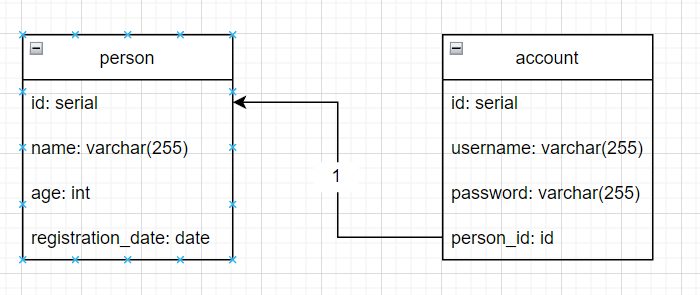 person
id: serial
name: varchar(255)
age: int
registration_date: date
1
account
id: serial
username: varchar(255)
password: varchar(255)
person_id: id